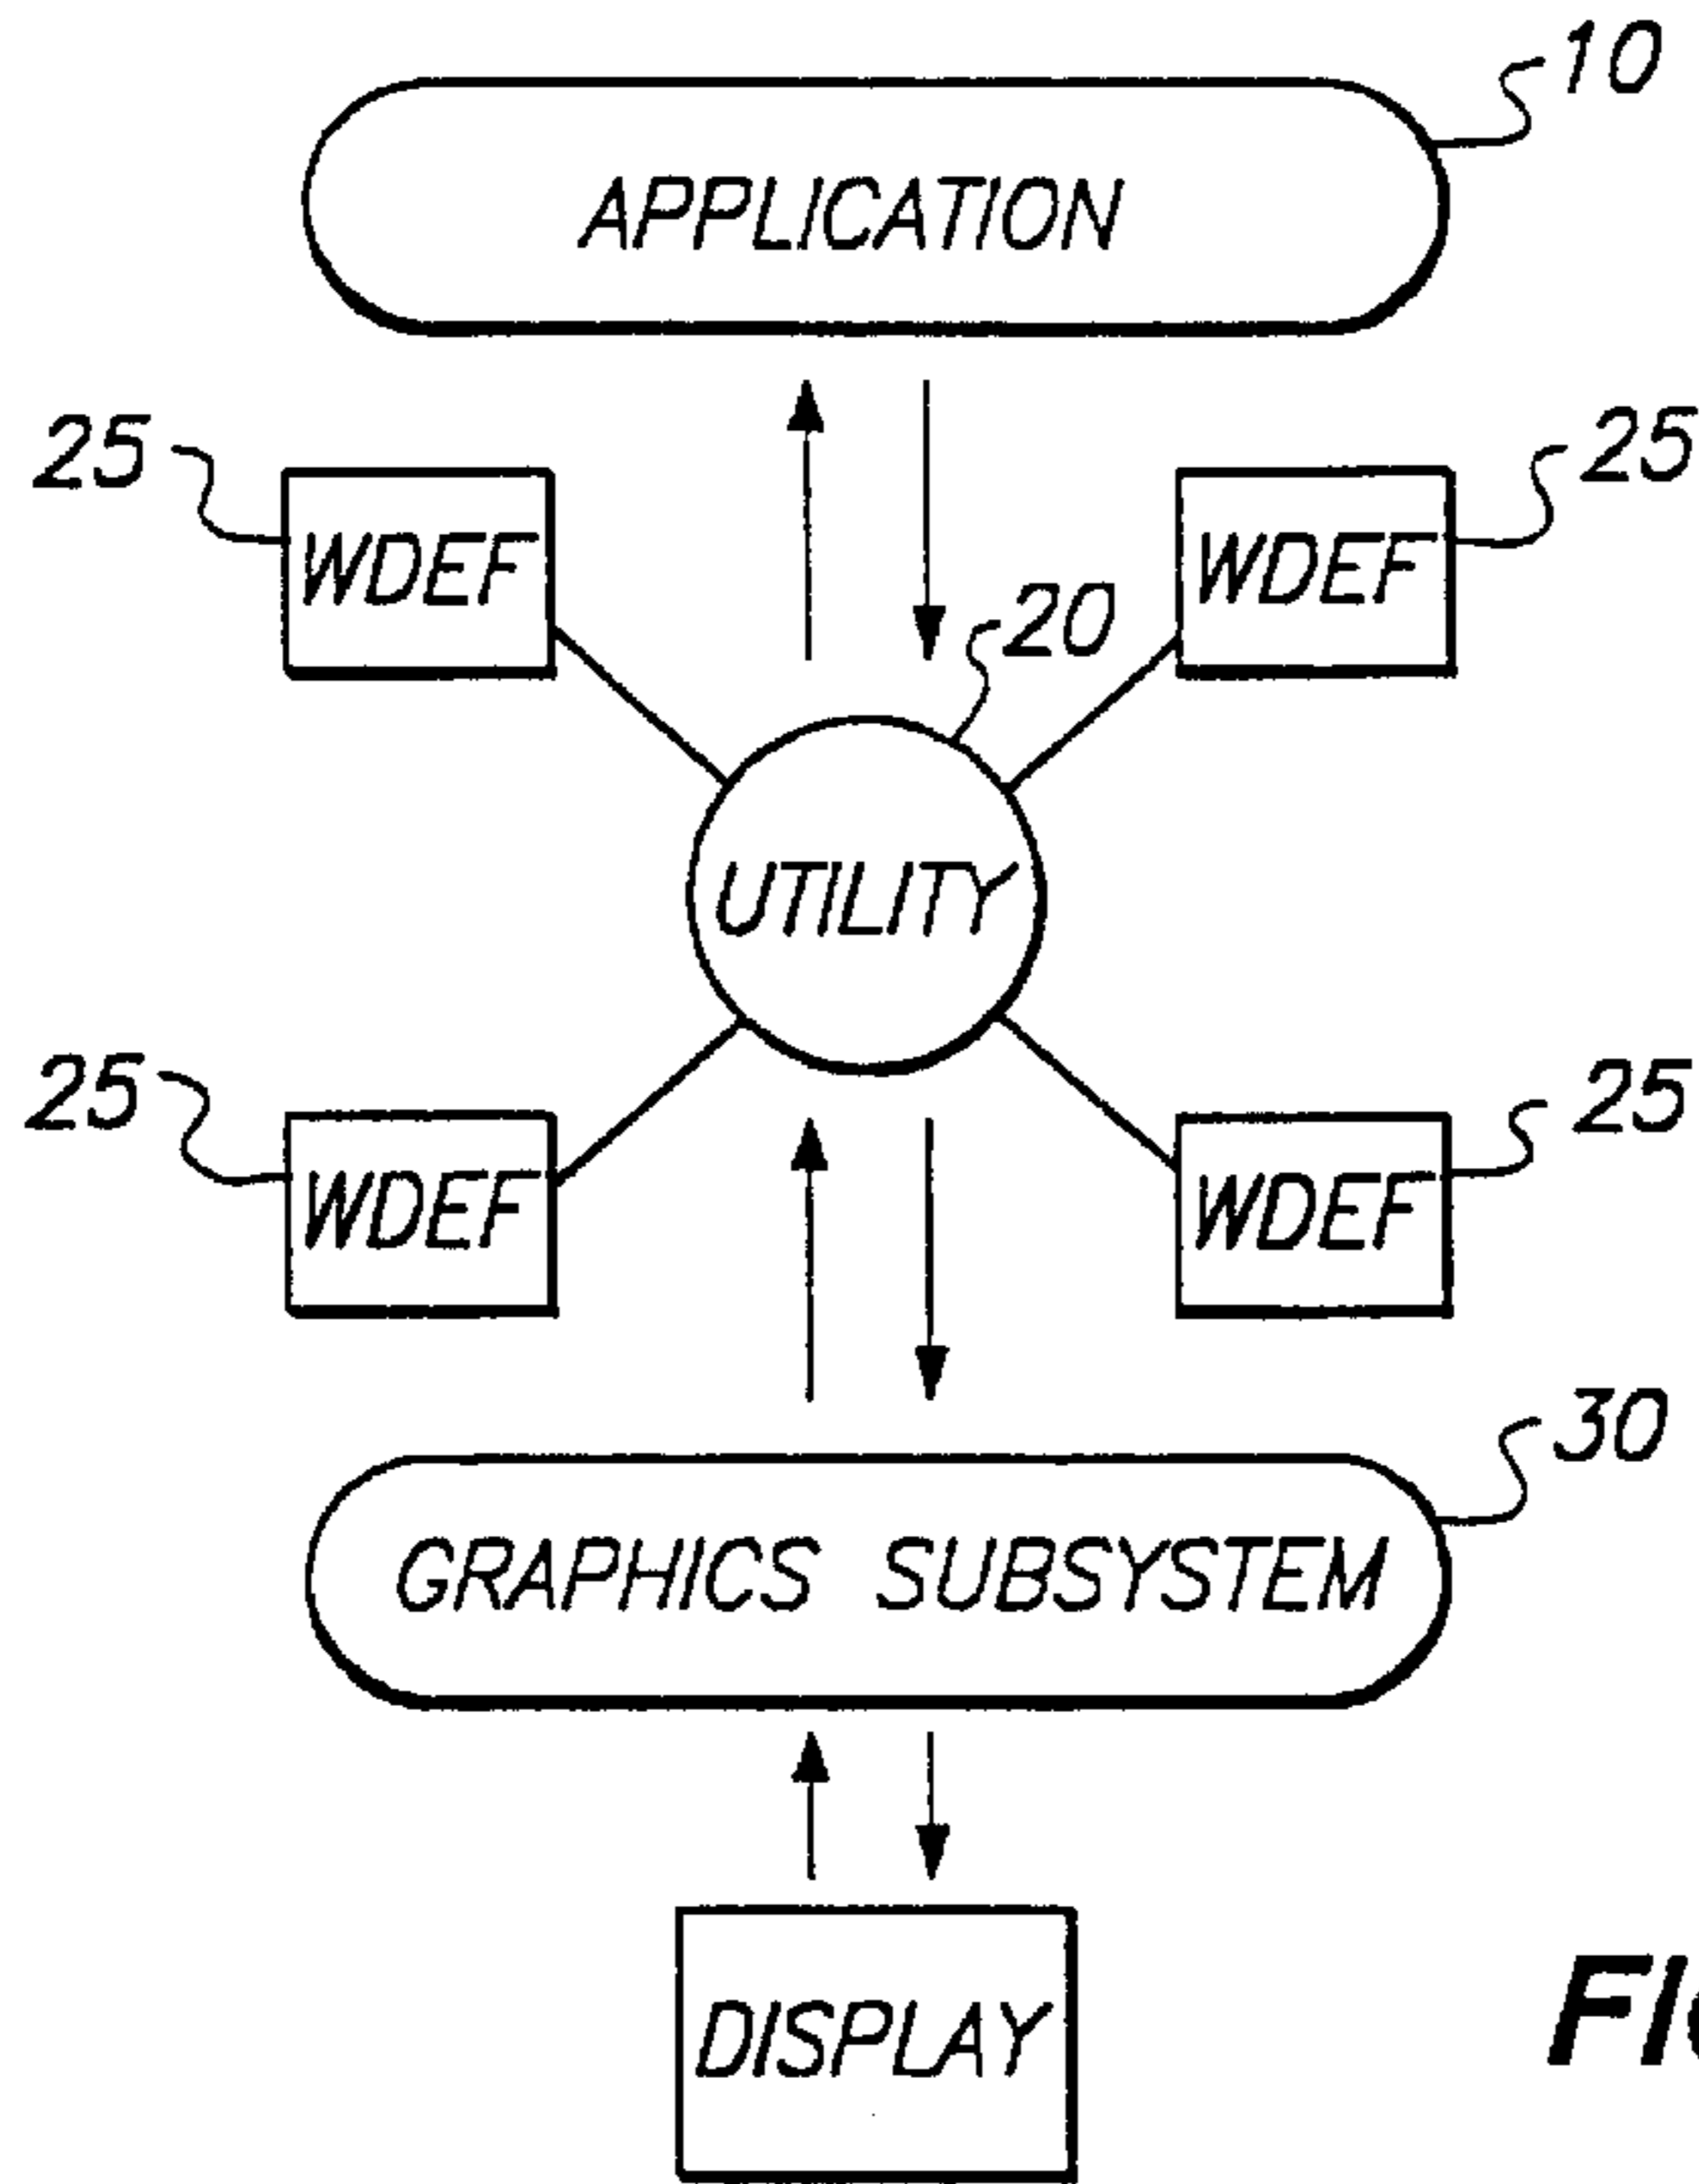 10
APPLICATION
25
25
WDEF
WDEF
20
UTILITY
25
25
WDEF
WDEF
30
GRAPHICS SUBSYSTEM
DISPLAY